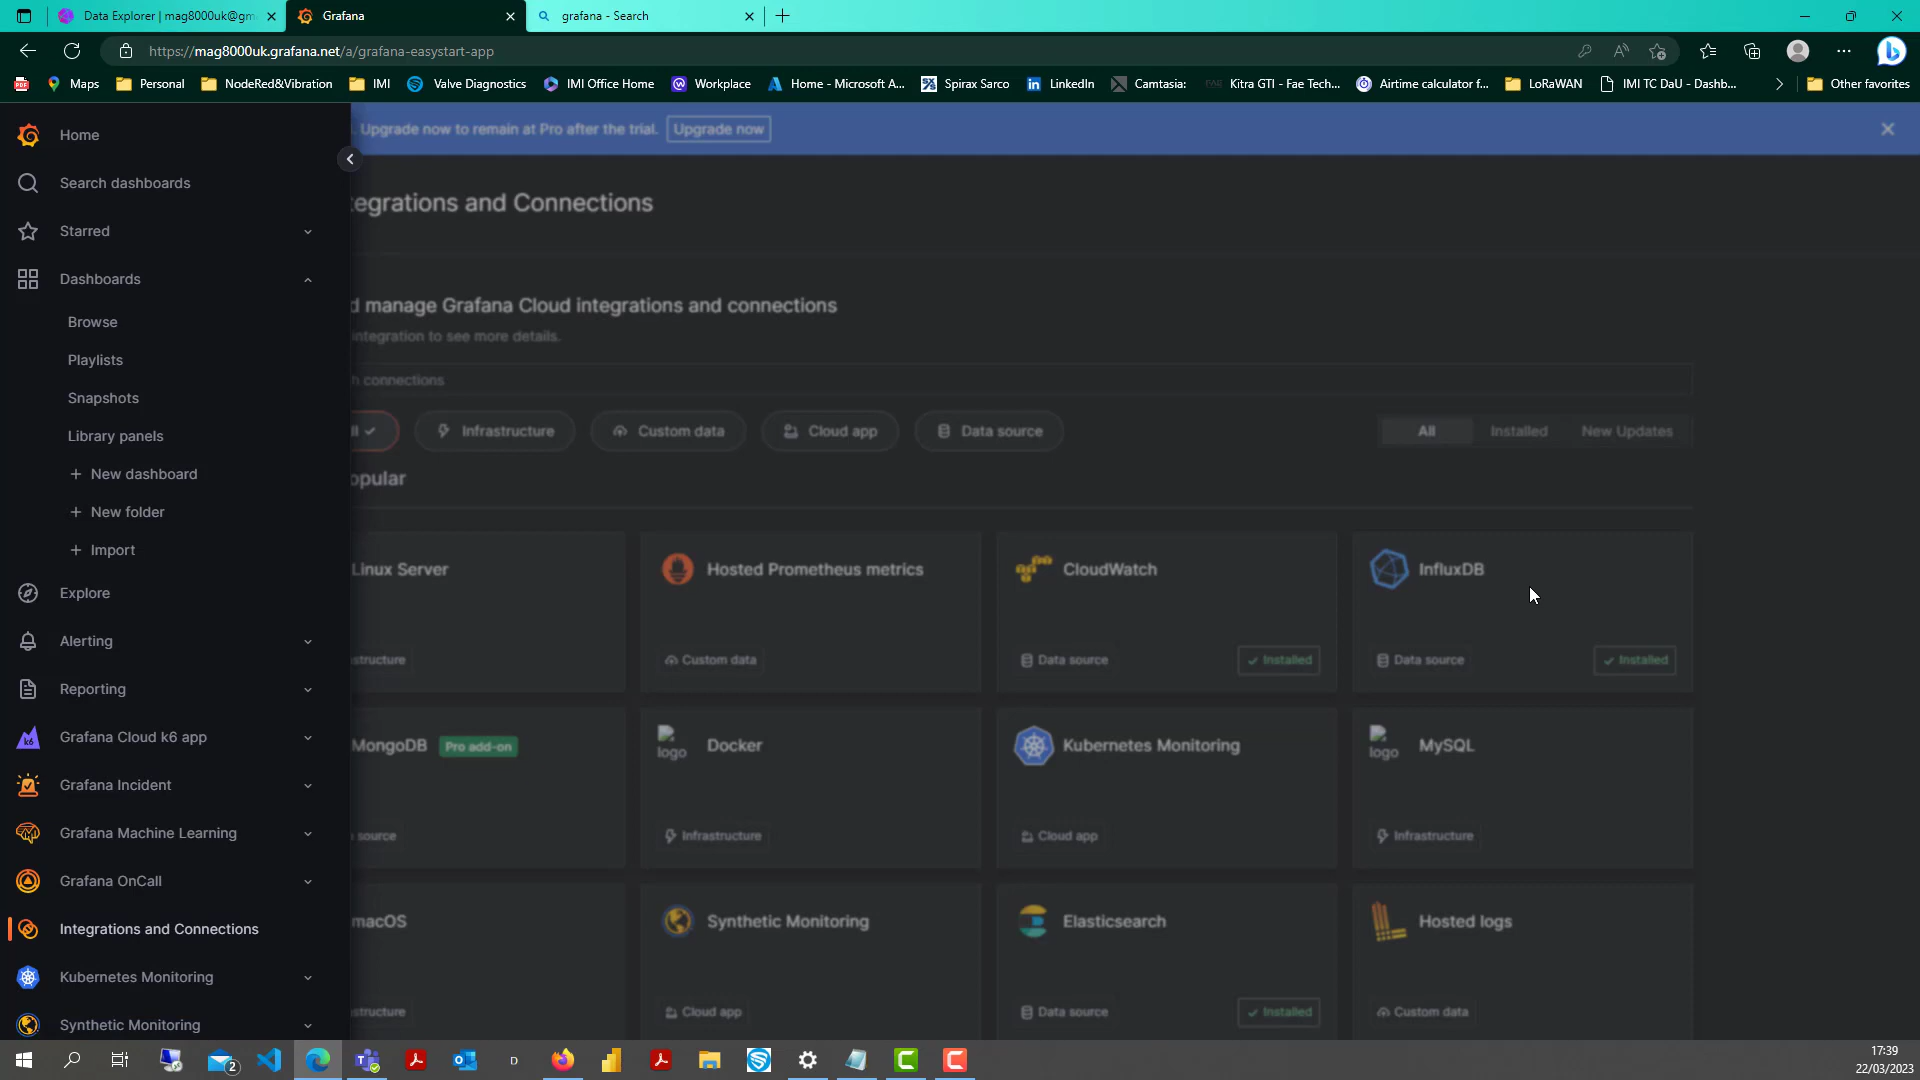 Data Explorer | mag8000uk@gm
Grafana
grafana - Search
https://mag8000uk.grafana.net/a/grafana-easystart-app
Maps
Personal
NodeRed&Vibration
IMI
Valve Diagnostics
IMI Office Home
Workplace
Home - Microsoft A...
Spirax Sarco
LinkedIn
Camtasia:
Kitra GTI - Fae Tech...
Airtime calculator f...
LoRaWAN
IMI TC DaU - Dashb...
Other favorites
Home
Search dashboards
Starred
Dashboards
Browse
Playlists
Snapshots
Library panels
+ New dashboard
+ New folder
+ Import
Explore
Alerting
Reporting
Grafana Cloud k6 app
Grafana Incident
Grafana Machine Learning
Grafana OnCall
Integrations and Connections
Kubernetes Monitoring
Synthetic Monitoring
. Upgrade now to remain at Pro after the trial.
Upgrade now
tegrations and Connections
d manage Grafana Cloud integrations and connections
integration to see more details.
h connections
ll
Infrastructure
Custom data
Cloud app
Data source
All
Installed
New Updates
opular
Linux Server
structure
Hosted Prometheus metrics
Custom data
CloudWatch
Data source
Installed
InfluxDB
Data source
Installed
MongoDB
Pro add-on
source
logo
Docker
Infrastructure
Kubernetes Monitoring
Cloud app
logo
MySQL
Infrastructure
macOS
structure
Synthetic Monitoring
Cloud app
Elasticsearch
Data source
Installed
Hosted logs
Custom data
17:39
22/03/2023